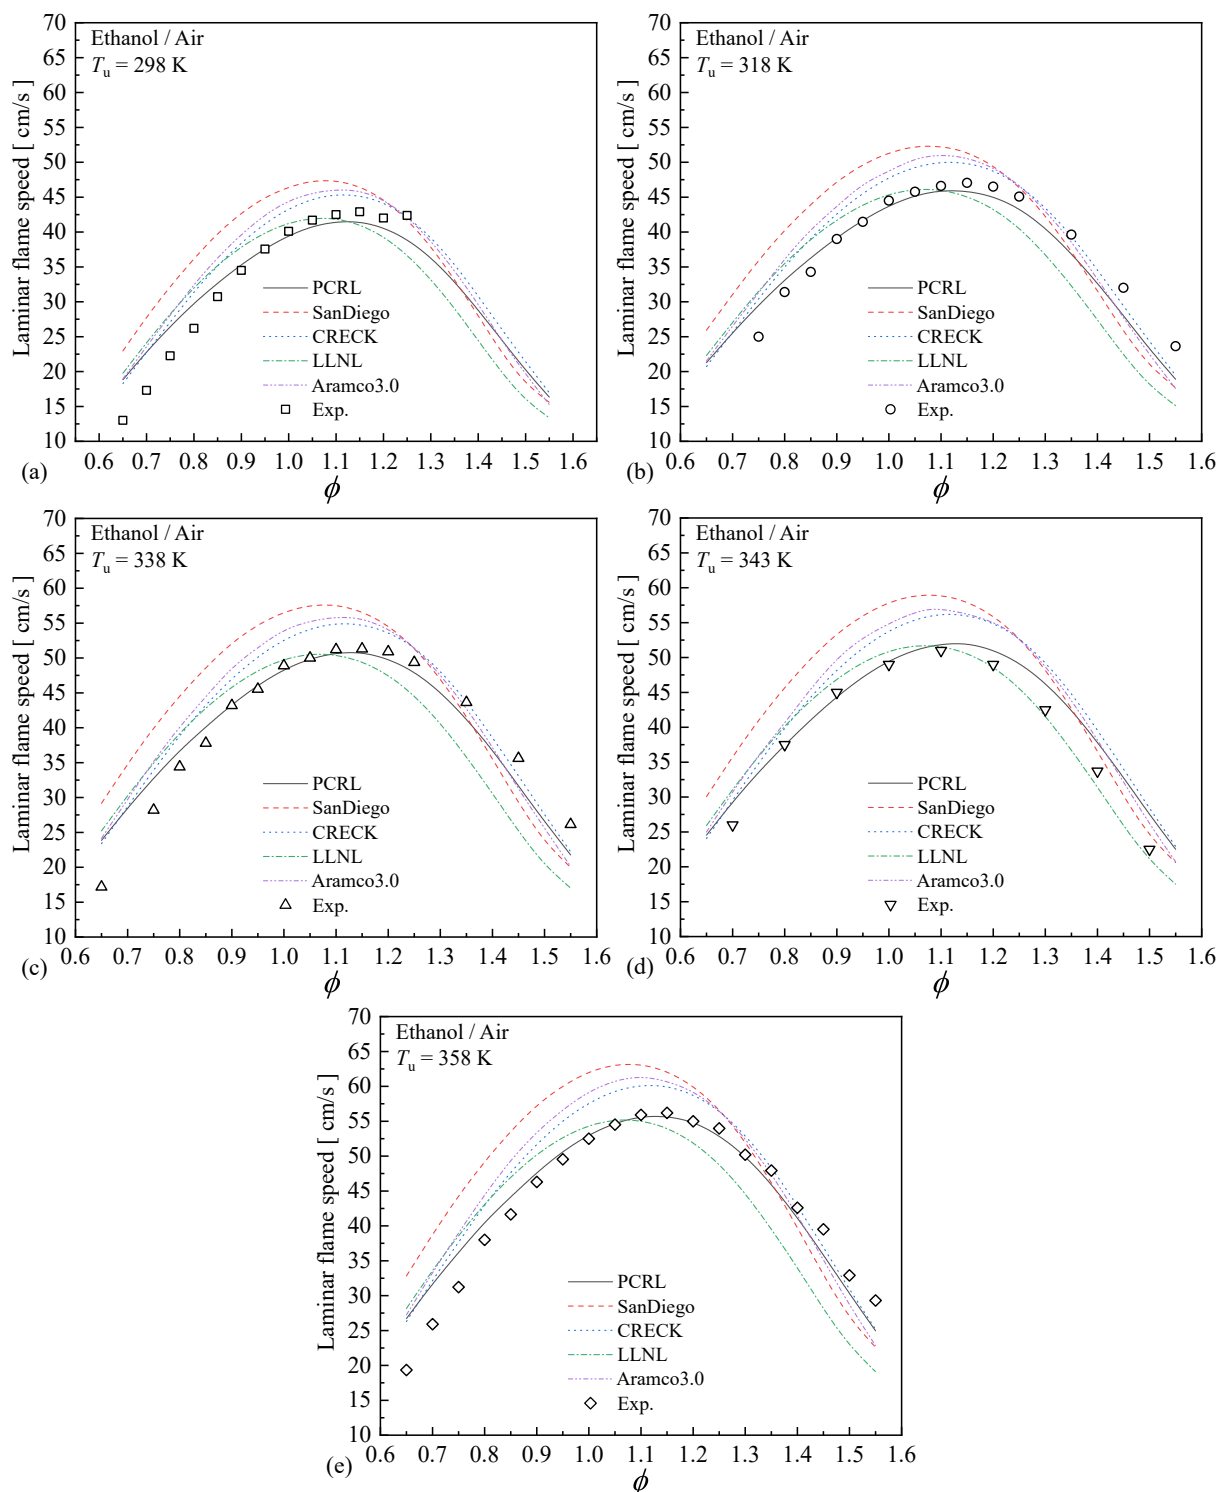 Ethanol / Air
T_u = 298 K
Laminar flame speed [ cm/s ]
70
65
60
55
50
45
40
35
30
25
20
15
10
PCRL
SanDiego
CRECK
LLNL
Aramco3.0
Exp.
0.6 0.7 0.8 0.9 1.0 1.1 1.2 1.3 1.4 1.5 1.6
(a)
ϕ
Ethanol / Air
T_u = 318 K
Laminar flame speed [ cm/s ]
70
65
60
55
50
45
40
35
30
25
20
15
10
PCRL
SanDiego
CRECK
LLNL
Aramco3.0
Exp.
0.6 0.7 0.8 0.9 1.0 1.1 1.2 1.3 1.4 1.5 1.6
(b)
ϕ
Ethanol / Air
T_u = 338 K
Laminar flame speed [ cm/s ]
70
65
60
55
50
45
40
35
30
25
20
15
10
PCRL
SanDiego
CRECK
LLNL
Aramco3.0
Exp.
0.6 0.7 0.8 0.9 1.0 1.1 1.2 1.3 1.4 1.5 1.6
(c)
ϕ
Ethanol / Air
T_u = 343 K
Laminar flame speed [ cm/s ]
70
65
60
55
50
45
40
35
30
25
20
15
10
PCRL
SanDiego
CRECK
LLNL
Aramco3.0
Exp.
0.6 0.7 0.8 0.9 1.0 1.1 1.2 1.3 1.4 1.5 1.6
(d)
ϕ
Ethanol / Air
T_u = 358 K
Laminar flame speed [ cm/s ]
70
65
60
55
50
45
40
35
30
25
20
15
10
PCRL
SanDiego
CRECK
LLNL
Aramco3.0
Exp.
0.6 0.7 0.8 0.9 1.0 1.1 1.2 1.3 1.4 1.5 1.6
(e)
ϕ